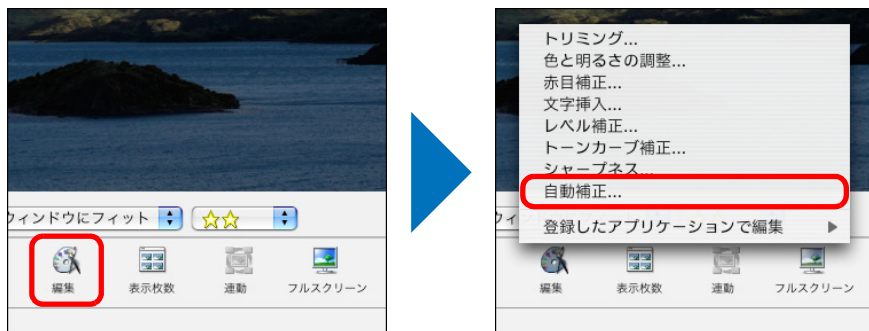 ウィンドウにフィット
☆☆
編集
表示枚数
連動
フルスクリーン
トリミング...
色と明るさの調整...
赤目補正...
文字挿入...
レベル補正...
トーンカーブ補正...
シャープネス...
自動補正...
登録したアプリケーションで編集
ウィ
編集
表示枚数
連動
フルスクリーン